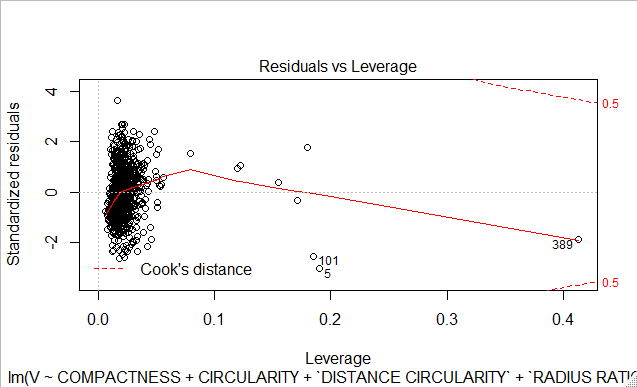 Residuals vs Leverage
Standardized residuals
4
2
0
-2
0.5
0.5
101
5
389
Cook's distance
0.0 0.1 0.2 0.3 0.4
Leverage
lm(V ~ COMPACTNESS + CIRCULARITY + `DISTANCE CIRCULARITY` + `RADIUS RATIO